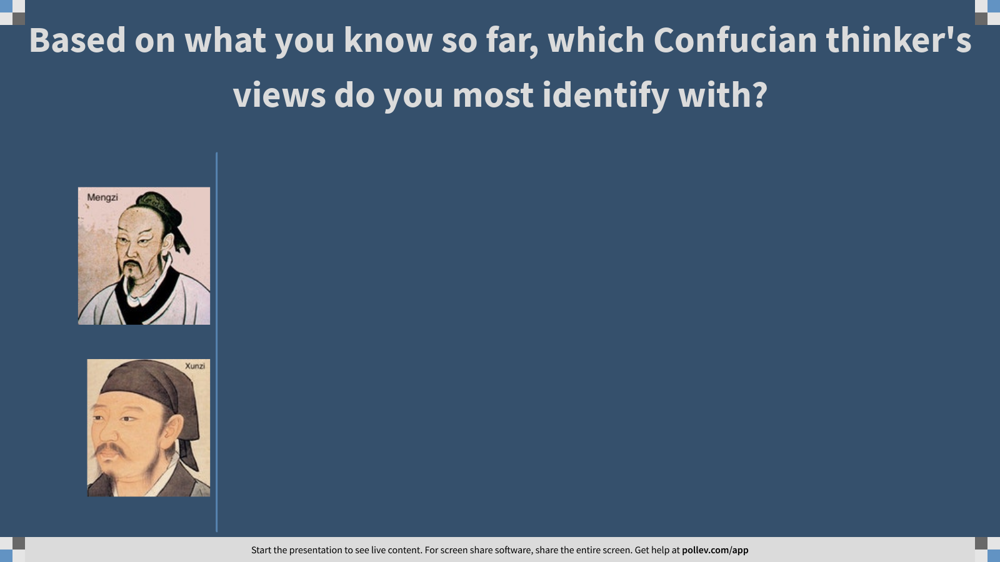 Based on what you know so far, which Confucian thinker's
views do you most identify with?
Mengzi
Xunzi
Start the presentation to see live content. For screen share software, share the entire screen. Get help at pollev.com/app